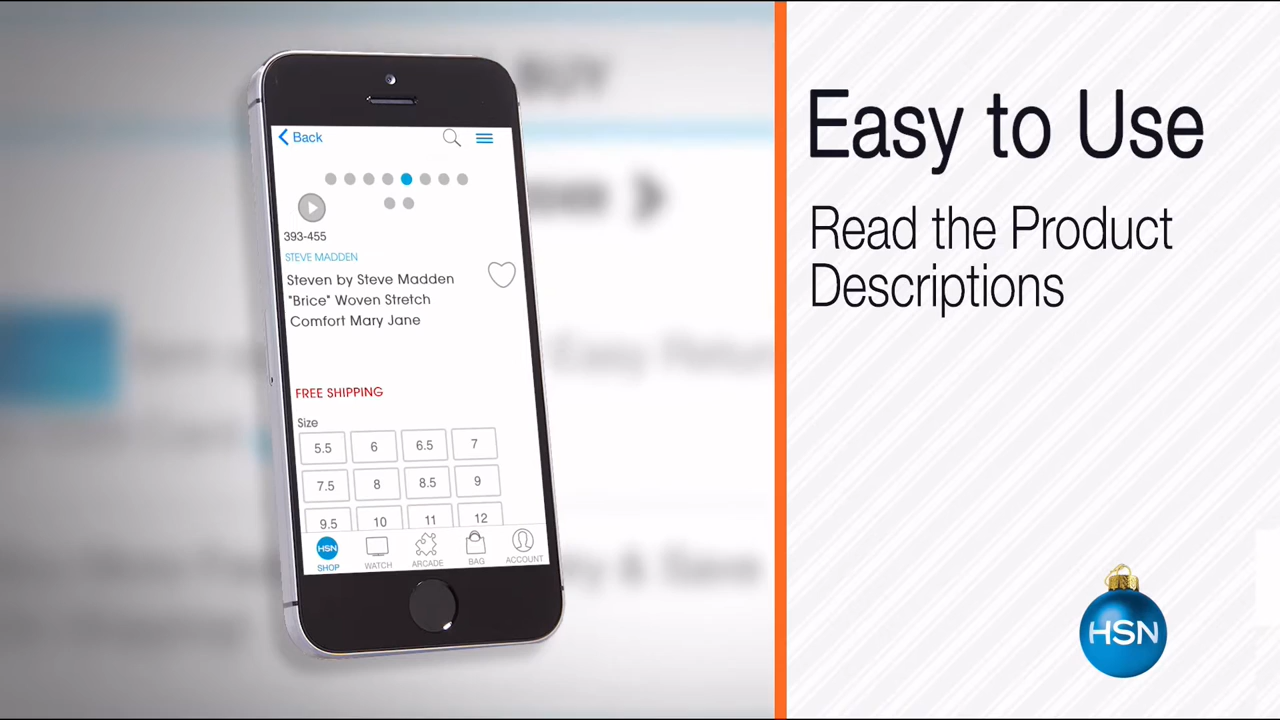 Back
393-455
STEVE MADDEN
Steven by Steve Madden
"Brice" Woven Stretch
Comfort Mary Jane
FREE SHIPPING
Size
5.5 6 6.5 7
7.5 8 8.5 9
9.5 10 11 12
HSN
SHOP WATCH ARCADE BAG ACCOUNT
BUY
Easy to Use
Read the Product
Descriptions
HSN